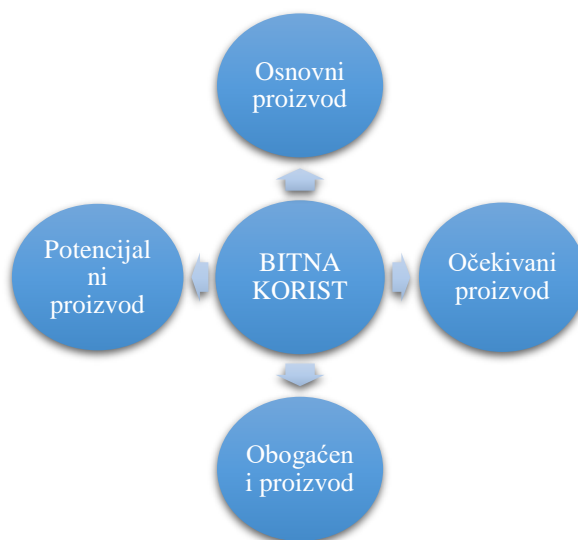 Osnovni
proizvod
Potencijal
ni
proizvod
BITNA
KORIST
Očekivani
proizvod
Obogaćen
i proizvod